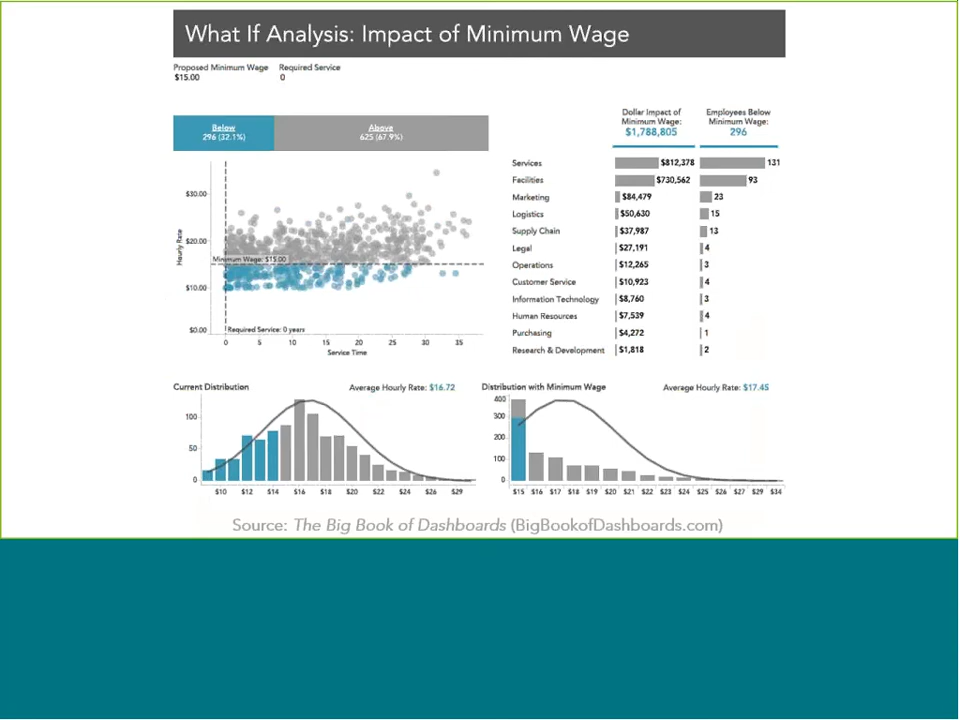 What If Analysis: Impact of Minimum Wage
Proposed Minimum Wage Required Service
$15.00 0
Below
296 (32.1%)
Above
625 (67.9%)
$30.00
$20.00
$10.00
$0.00
Hourly Rate
Minimum Wage: $15.00
Required Service: 0 years
0 5 10 15 20 25 30 35
Service Time
Dollar Impact of
Minimum Wage:
$1,788,805
Employees Below
Minimum Wage:
296
Services $812,378 131
Facilities $730,562 93
Marketing $84,479 23
Logistics $50,630 15
Supply Chain $37,987 13
Legal $27,191 4
Operations $12,265 3
Customer Service $10,923 4
Information Technology $8,760 3
Human Resources $7,539 4
Purchasing $4,272 1
Research & Development $1,818 2
Current Distribution Average Hourly Rate: $16.72
100
50
0
$10 $12 $14 $16 $18 $20 $22 $24 $26 $29
Distribution with Minimum Wage Average Hourly Rate: $17.45
400
300
200
100
0
$15 $16 $17 $18 $19 $20 $21 $22 $23 $24 $25 $26 $27 $29 $34
Source: The Big Book of Dashboards (BigBookofDashboards.com)